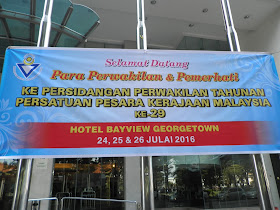 Selamat Datang
Para Perwakilan & Pemerhati
KE PERSIDANGAN PERWAKILAN TAHUNAN
PERSATUAN PESARA KERAJAAN MALAYSIA
KE-29
HOTEL BAYVIEW GEORGETOWN
24, 25 & 26 JULAI 2016